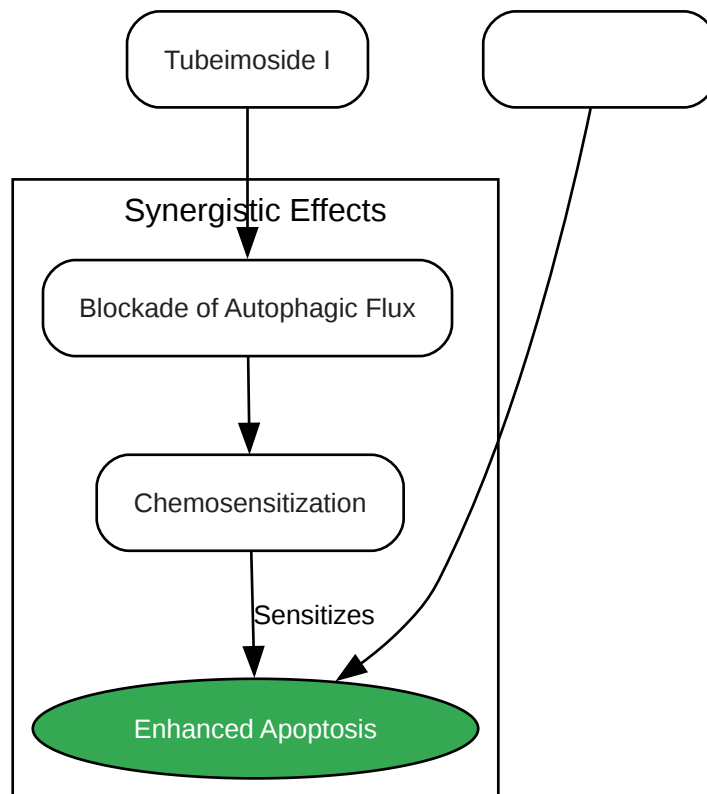 Tubeimoside I
Synergistic Effects
Blockade of Autophagic Flux
Chemosensitization
Sensitizes
Enhanced Apoptosis